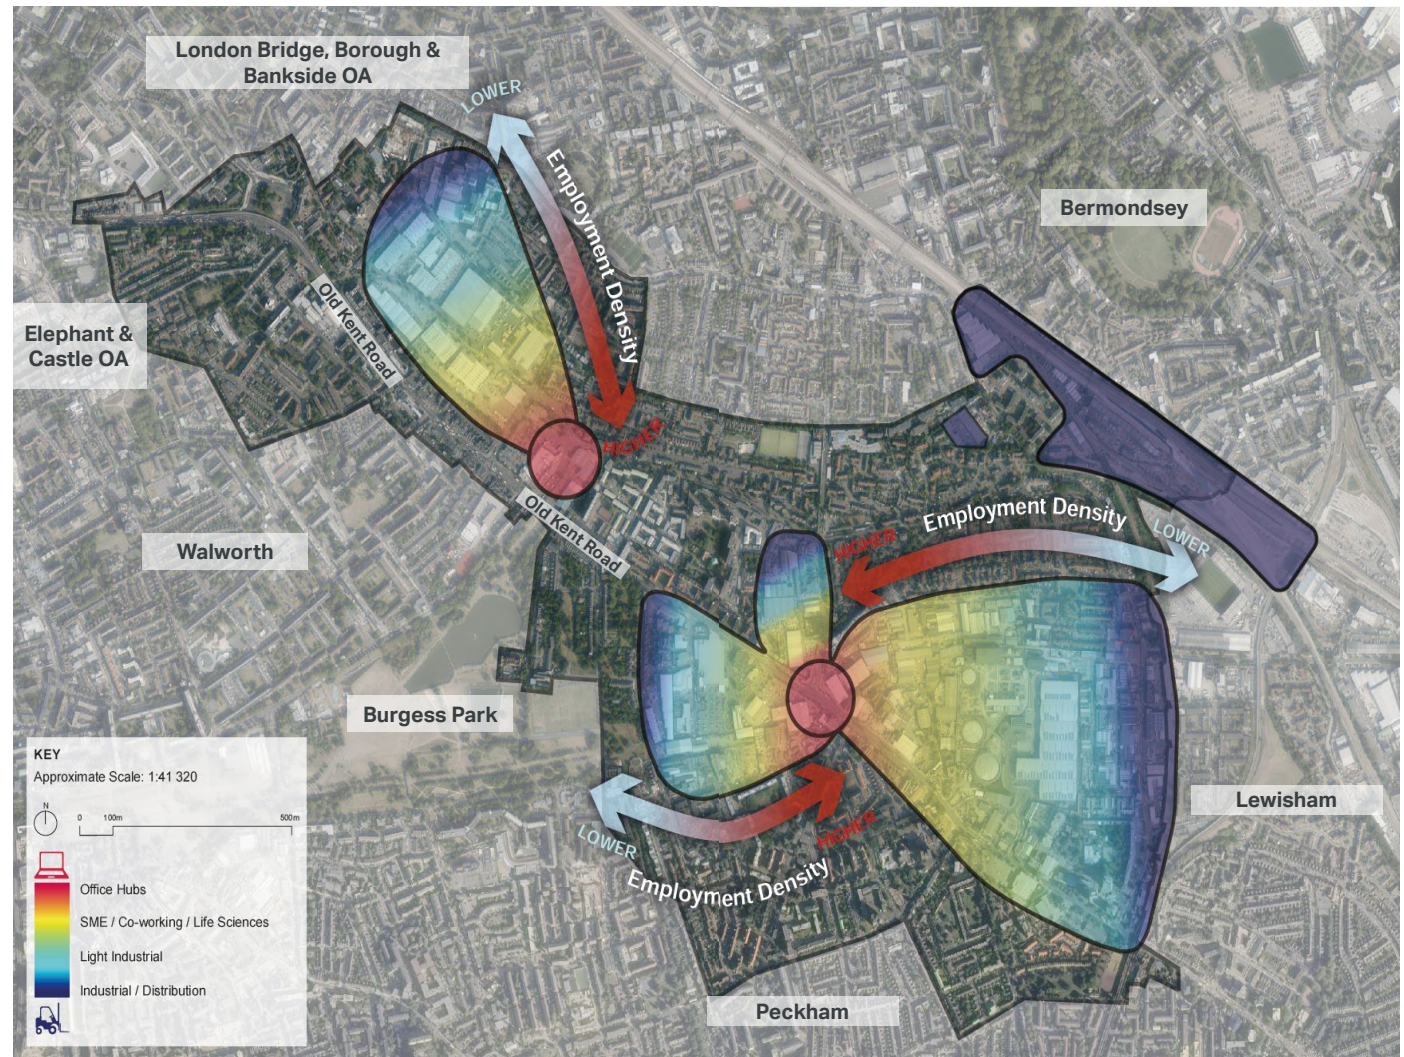 London Bridge, Borough &
Bankside OA
LOWER
Employment Density
HIGHER
Bermondsey
Old Kent Road
Elephant &
Castle OA
Old Kent Road
Walworth
HIGHER
Employment Density
LOWER
Burgess Park
LOWER
HIGHER
Employment Density
Lewisham
Peckham
KEY
Approximate Scale: 1:41 320
N
0 100m 500m
Office Hubs
SME / Co-working / Life Sciences
Light Industrial
Industrial / Distribution